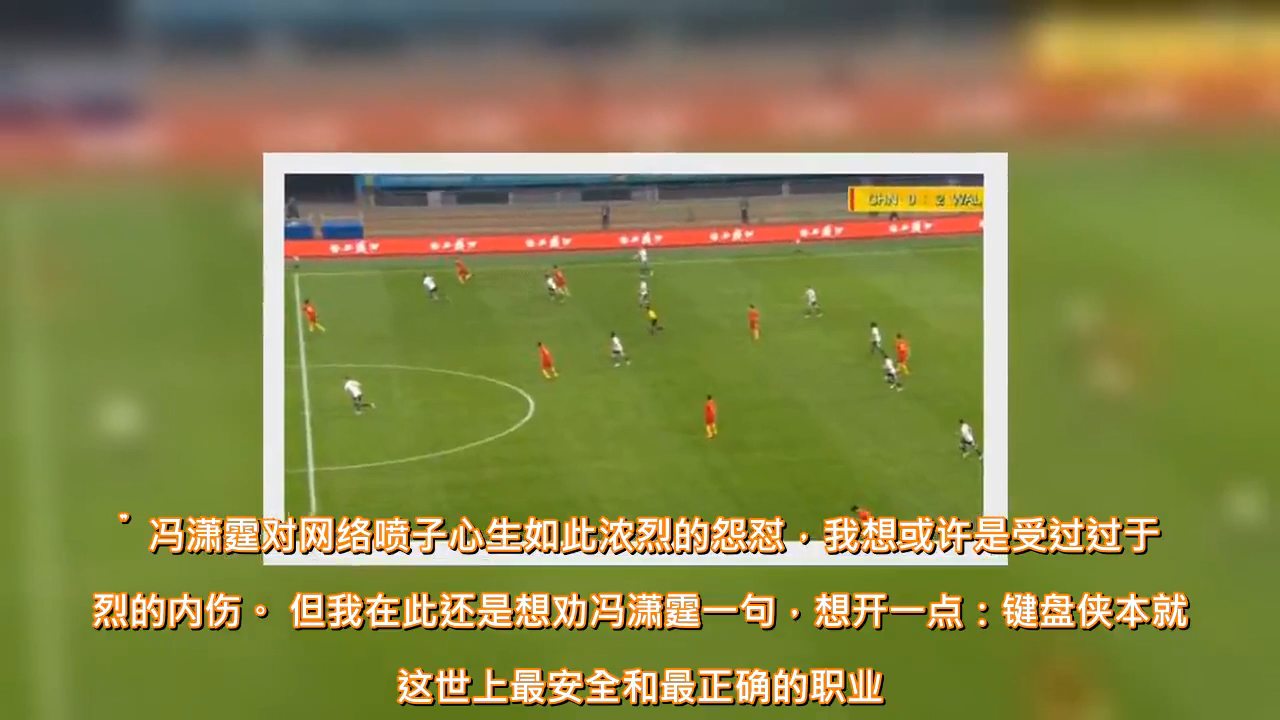 CHN 0 : 2 WAL
”冯潇霆对网络喷子心生如此浓烈的怨怼，我想或许是受过过于
烈的内伤。但我在此还是想劝冯潇霆一句，想开一点：键盘侠本就
这世上最安全和最正确的职业